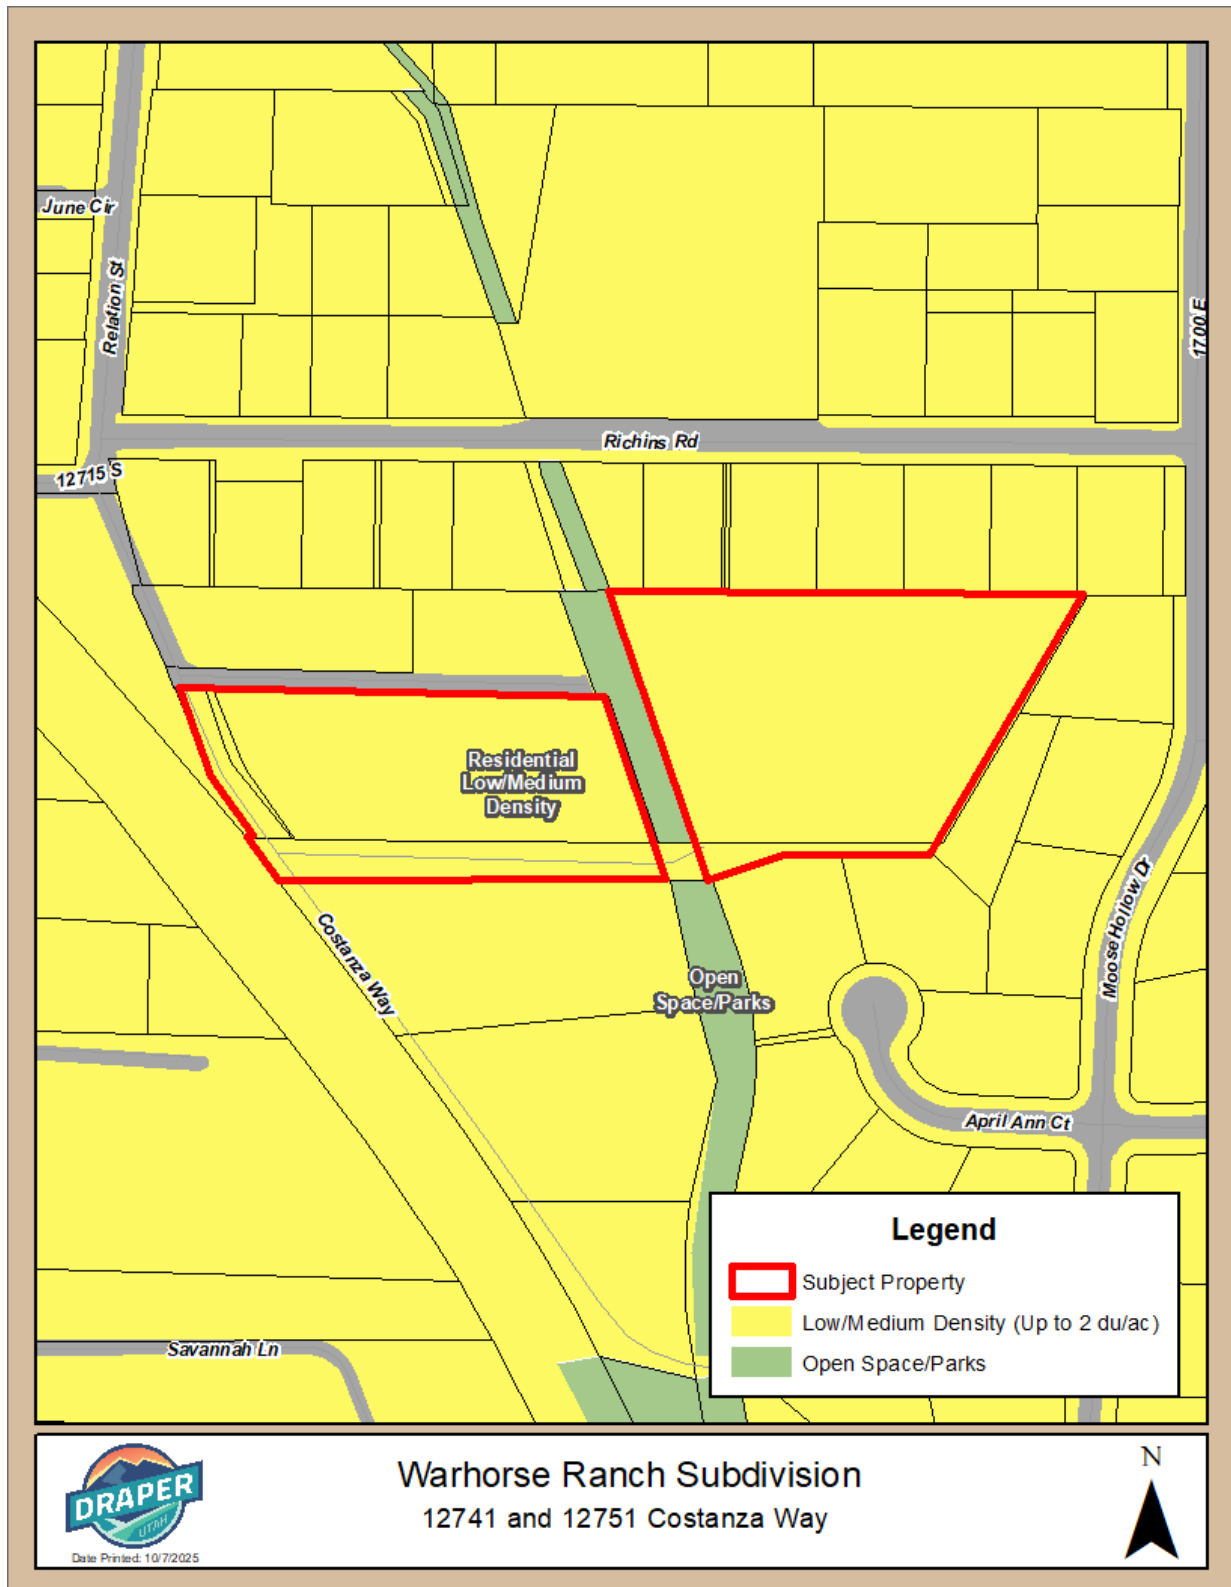 June Cir
Relation St
1700 E
Richins Rd
12715 S
Residential
Low/Medium
Density
Costanza Way
Open
Space/Parks
Moose Hollow Dr
April Ann Ct
Savannah Ln
Legend
Subject Property
Low/Medium Density (Up to 2 du/ac)
Open Space/Parks
DRAPER
UTAH
Date Printed: 10/7/2025
Warhorse Ranch Subdivision
12741 and 12751 Costanza Way
N